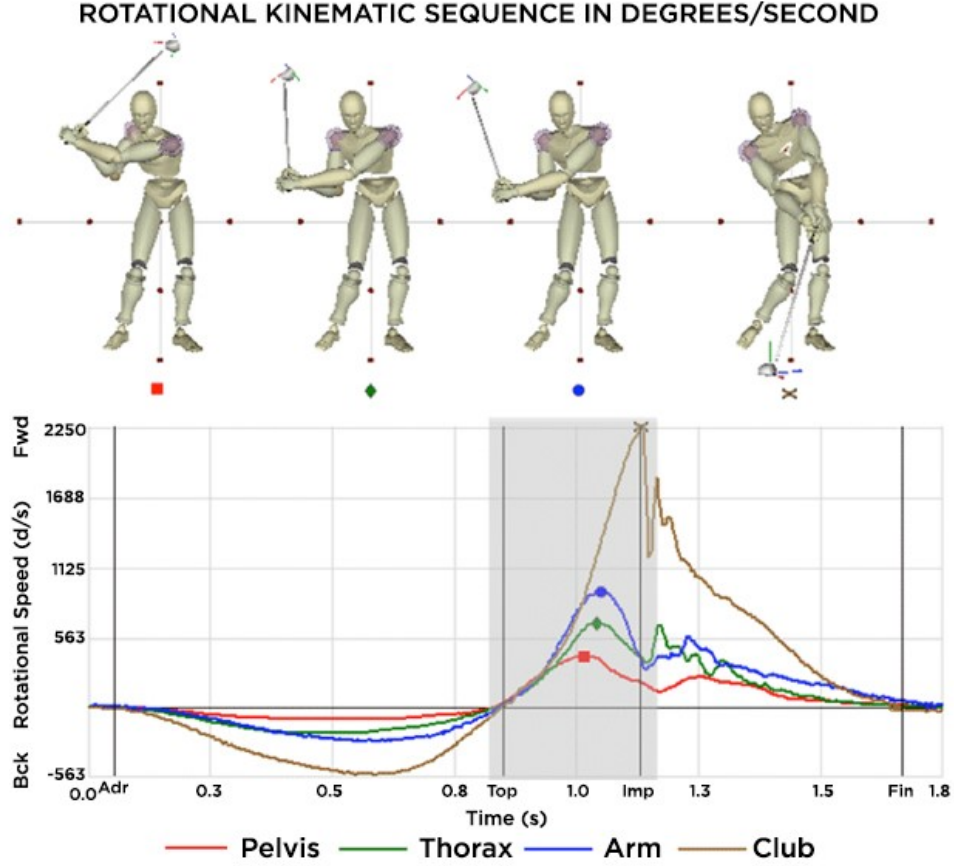 ROTATIONAL KINEMATIC SEQUENCE IN DEGREES/SECOND
Fwd
Rotational Speed (d/s)
Bck
2250
1688
1125
563
-563
0.0 Adr 0.3 0.5 0.8 Top 1.0 Imp 1.3 1.5 Fin 1.8
Time (s)
Pelvis Thorax Arm Club